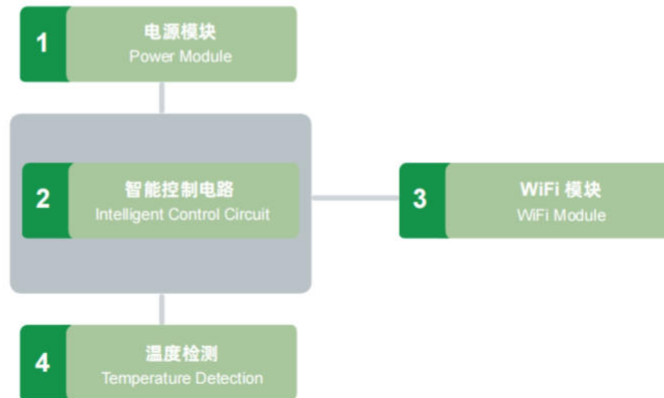 1
电源模块
Power Module
2
智能控制电路
Intelligent Control Circuit
3
WiFi 模块
WiFi Module
4
温度检测
Temperature Detection